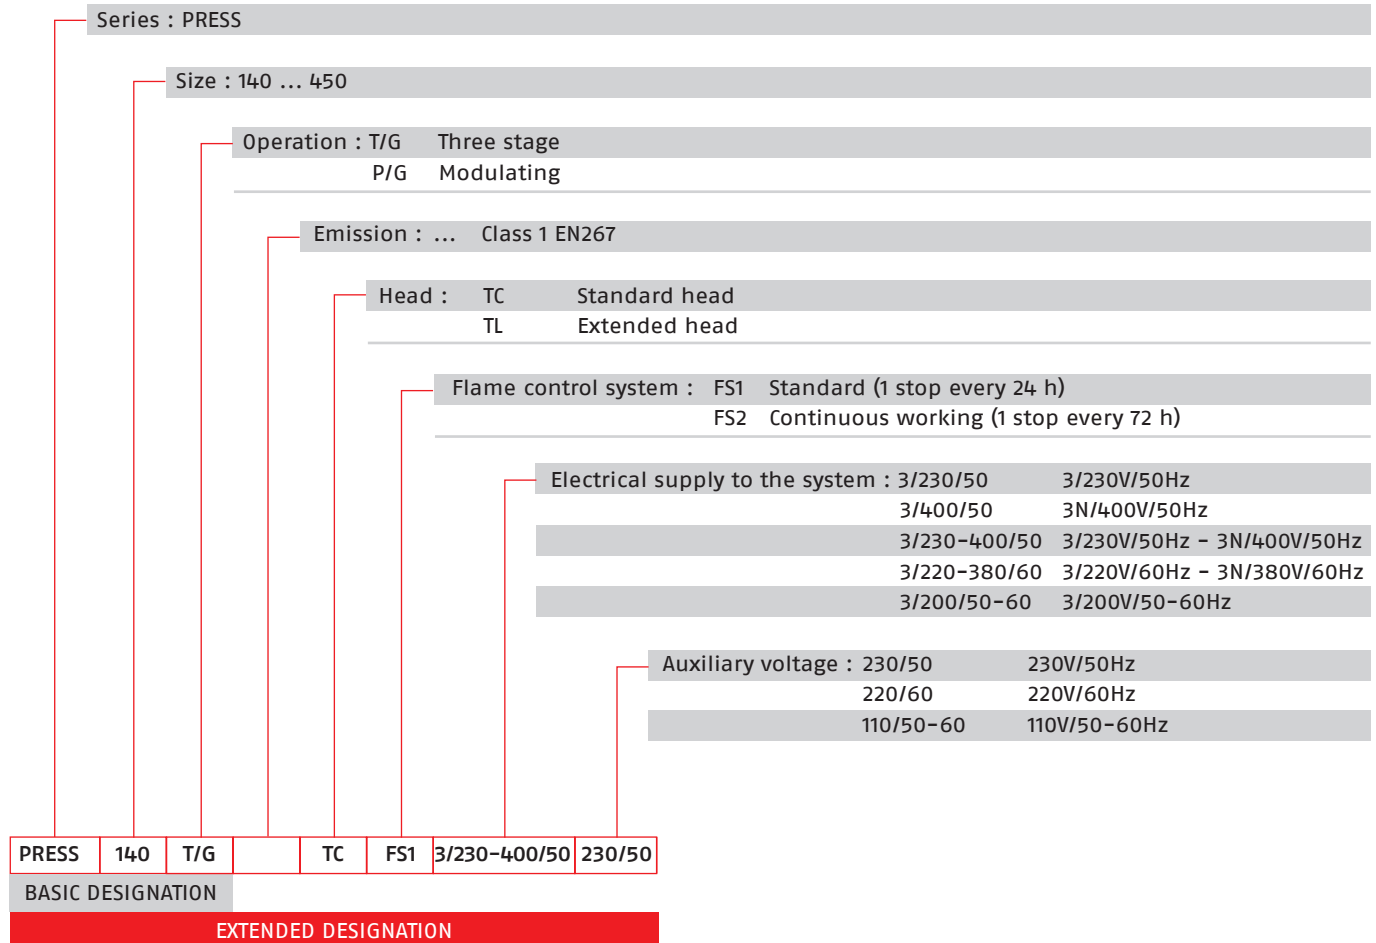 Series : PRESS
Size : 140 ... 450
Operation : T/G Three stage
P/G Modulating
Emission : ... Class 1 EN267
Head : TC Standard head
TL Extended head
Flame control system : FS1 Standard (1 stop every 24 h)
FS2 Continuous working (1 stop every 72 h)
Electrical supply to the system : 3/230/50 3/230V/50Hz
3/400/50 3N/400V/50Hz
3/230-400/50 3/230V/50Hz - 3N/400V/50Hz
3/220-380/60 3/220V/60Hz - 3N/380V/60Hz
3/200/50-60 3/200V/50-60Hz
Auxiliary voltage : 230/50 230V/50Hz
220/60 220V/60Hz
110/50-60 110V/50-60Hz
PRESS 140 T/G TC FS1 3/230-400/50 230/50
BASIC DESIGNATION
EXTENDED DESIGNATION